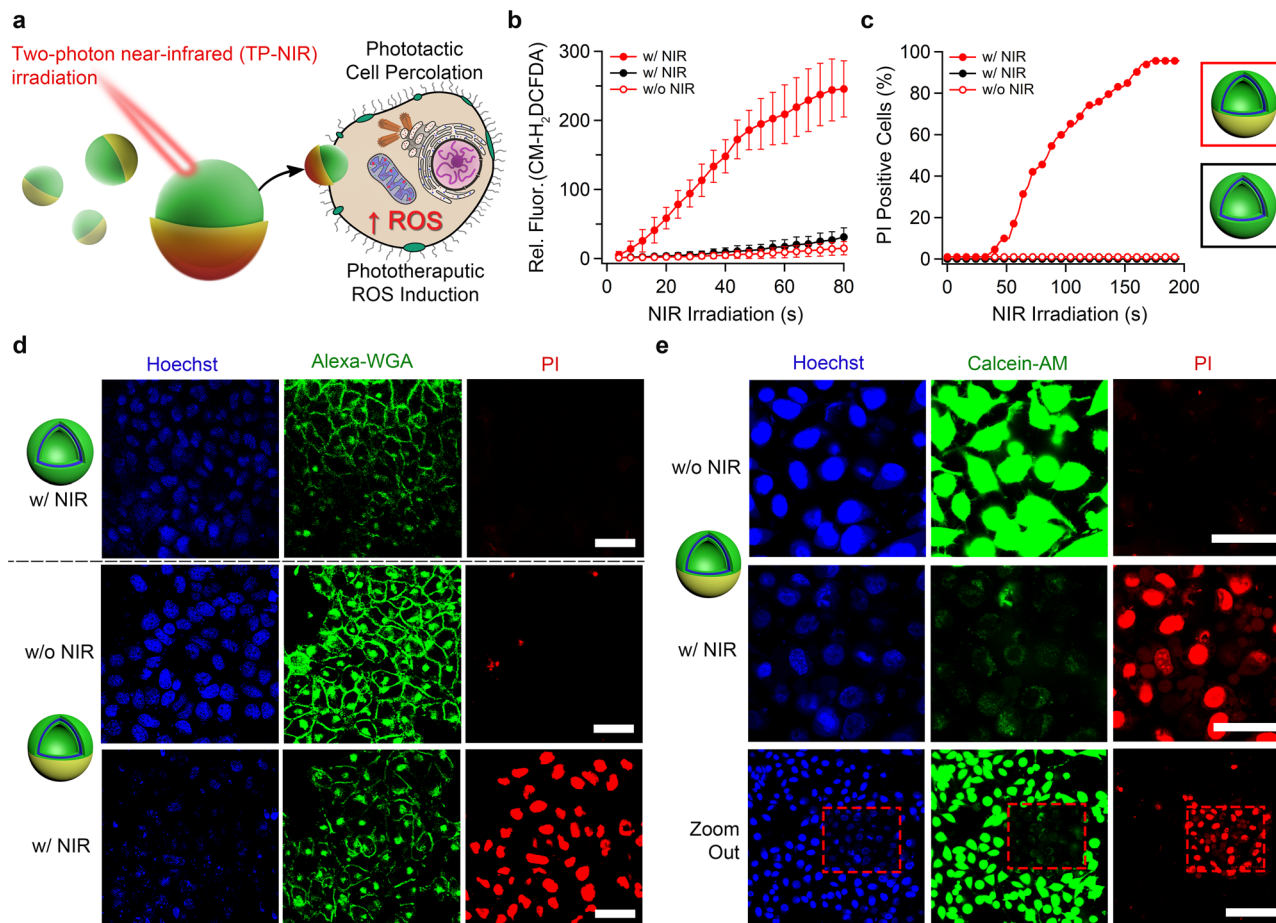 a
Two-photon near-infrared (TP-NIR)
irradiation
Phototactic
Cell Percolation
↑ ROS
Phototheraputic
ROS Induction
b
Rel. Fluor. (CM-H₂DCFDA)
300
250
200
150
100
50
0
w/ NIR
w/ NIR
w/o NIR
0
20
40
60
80
NIR Irradiation (s)
c
PI Positive Cells (%)
100
80
60
40
20
0
w/ NIR
w/ NIR
w/o NIR
0
50
100
150
200
NIR Irradiation (s)
d
Hoechst
Alexa-WGA
PI
w/ NIR
w/o NIR
w/ NIR
e
Hoechst
Calcein-AM
PI
w/o NIR
w/ NIR
Zoom
Out